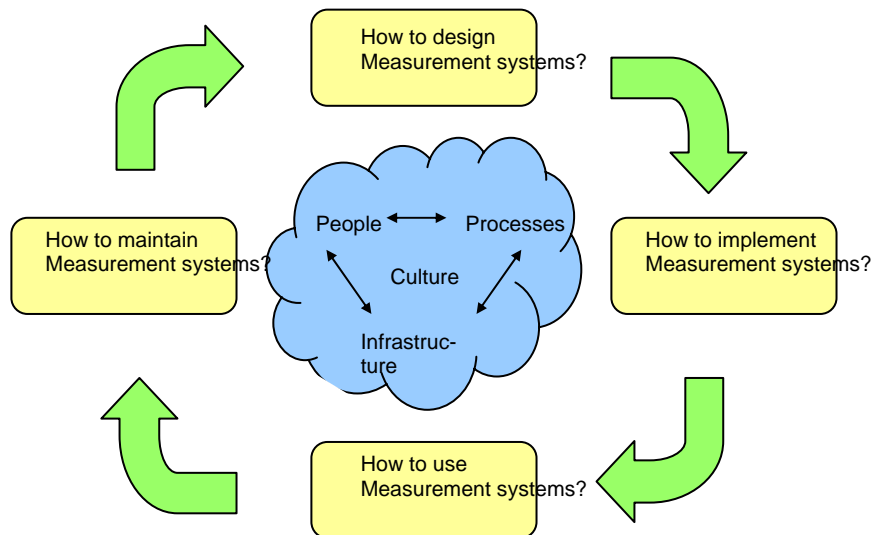 How to design
Measurement systems?
People
Processes
How to maintain
Measurement systems?
How to implement
Measurement systems?
Culture
Infrastruc-
ture
How to use
Measurement systems?